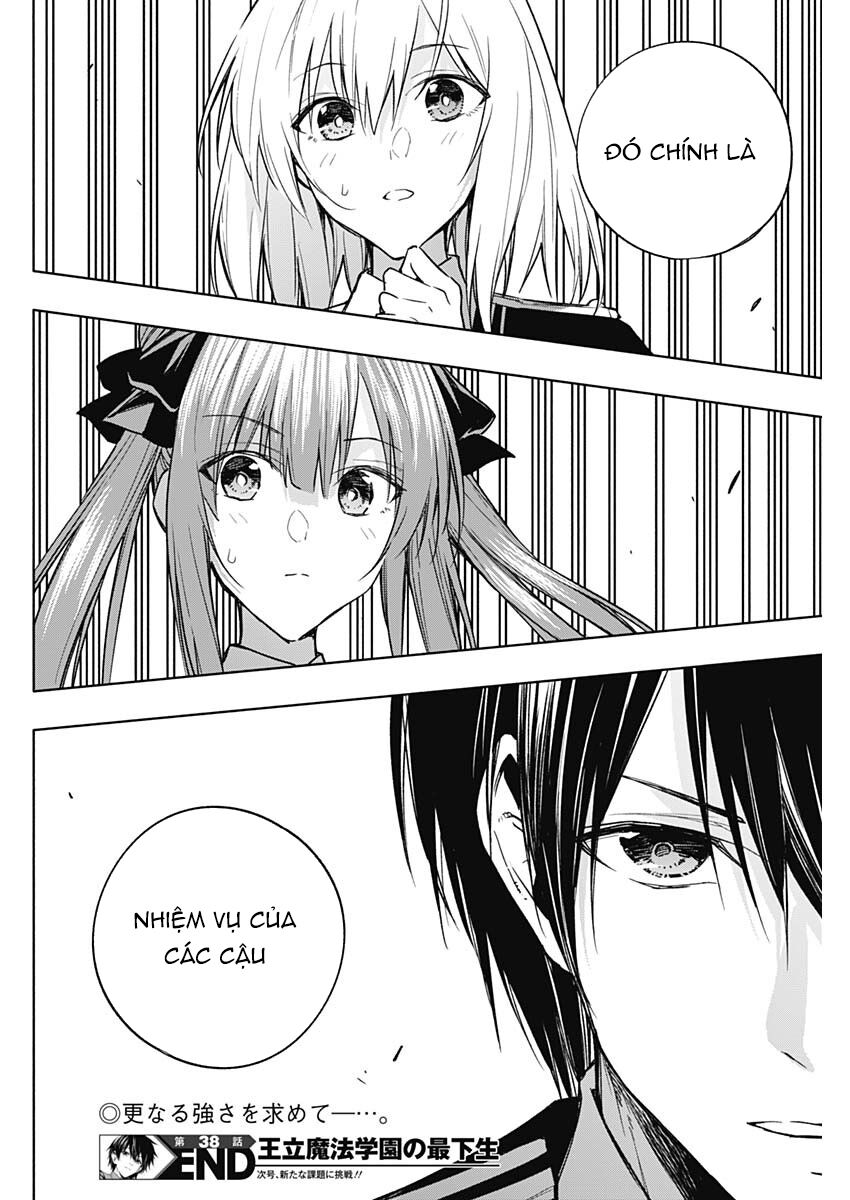 ĐÓ CHÍNH LÀ
NHIỆM VỤ CỦA
CÁC CẬU
◎更なる強さを求めて―…。
第38話
END
王立魔法学園の最下生
次号、新たな課題に挑戦!!